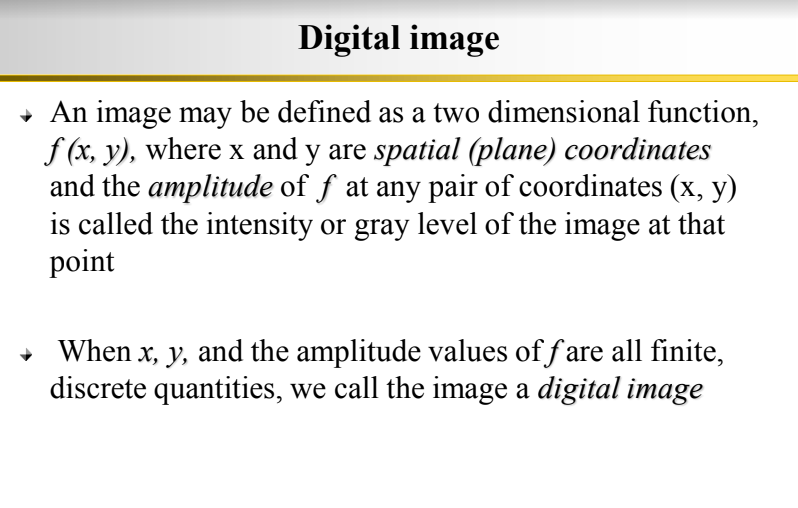 Digital image
An image may be defined as a two dimensional function,
f (x, y), where x and y are spatial (plane) coordinates
and the amplitude of f at any pair of coordinates (x, y)
is called the intensity or gray level of the image at that
point
When x, y, and the amplitude values of f are all finite,
discrete quantities, we call the image a digital image